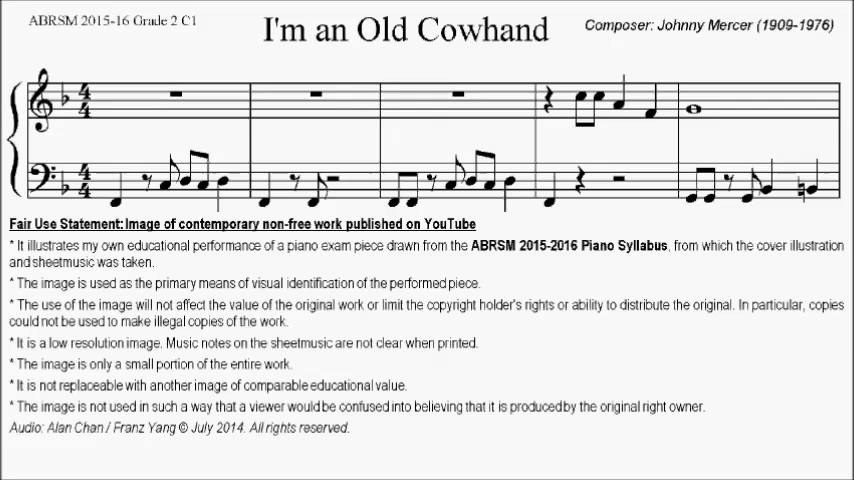 ABRSM 2015-16 Grade 2 C1
I'm an Old Cowhand
Composer: Johnny Mercer (1909-1976)
4
4
4
4
Fair Use Statement: Image of contemporary non-free work published on YouTube
* It illustrates my own educational performance of a piano exam piece drawn from the ABRSM 2015-2016 Piano Syllabus, from which the cover illustration
and sheetmusic was taken.
* The image is used as the primary means of visual identification of the performed piece.
* The use of the image will not affect the value of the original work or limit the copyright holder's rights or ability to distribute the original. In particular, copies
could not be used to make illegal copies of the work.
* It is a low resolution image. Music notes on the sheetmusic are not clear when printed.
* The image is only a small portion of the entire work.
* It is not replaceable with another image of comparable educational value.
* The image is not used in such a way that a viewer would be confused into believing that it is produced by the original right owner.
Audio: Alan Chan / Franz Yang © July 2014. All rights reserved.